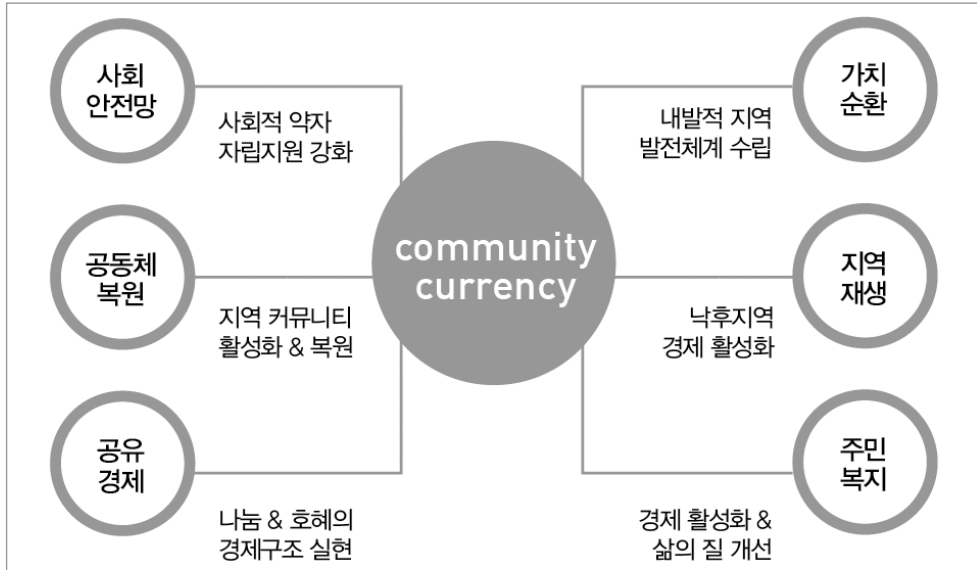 사회
안전망
사회적 약자
자립지원 강화
공동체
복원
지역 커뮤니티
활성화 & 복원
공유
경제
나눔 & 호혜의
경제구조 실현
community
currency
가치
순환
내발적 지역
발전체계 수립
지역
재생
낙후지역
경제 활성화
주민
복지
경제 활성화 &
삶의 질 개선